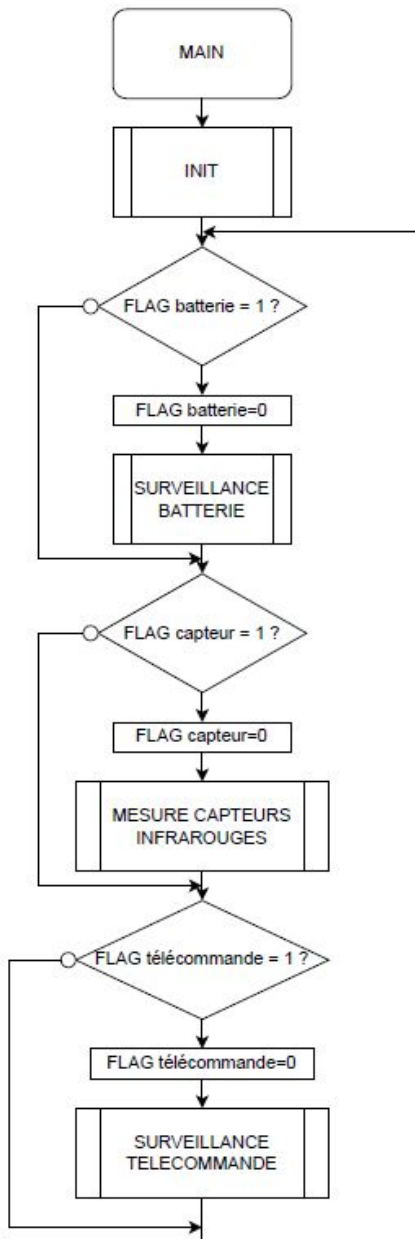 MAIN
INIT
FLAG batterie = 1 ?
FLAG batterie=0
SURVEILLANCE
BATTERIE
FLAG capteur = 1 ?
FLAG capteur=0
MESURE CAPTEURS
INFRAROUGES
FLAG télécommande = 1 ?
FLAG télécommande=0
SURVEILLANCE
TELECOMMANDE